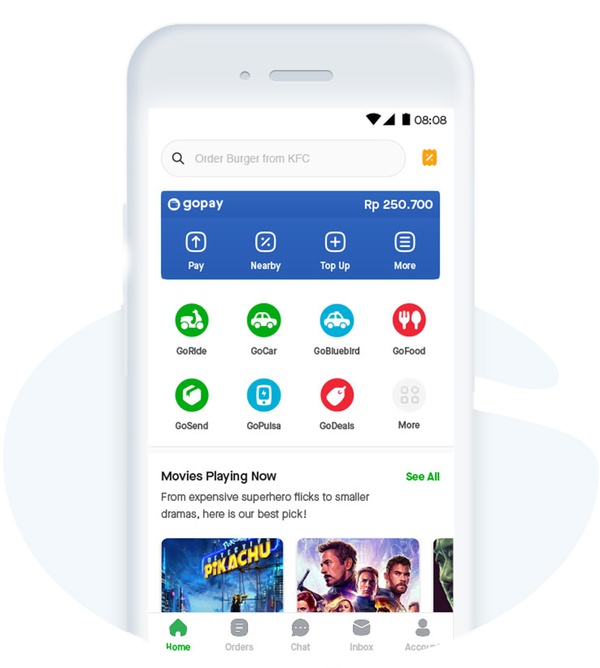 08:08
Order Burger from KFC
gopay Rp 250.700
Pay Nearby Top Up More
GoRide GoCar GoBluebird GoFood
GoSend GoPulsa GoDeals More
Movies Playing Now See All
From expensive superhero flicks to smaller
dramas, here is our best pick!
PIKACHU
Home Orders Chat Inbox Account